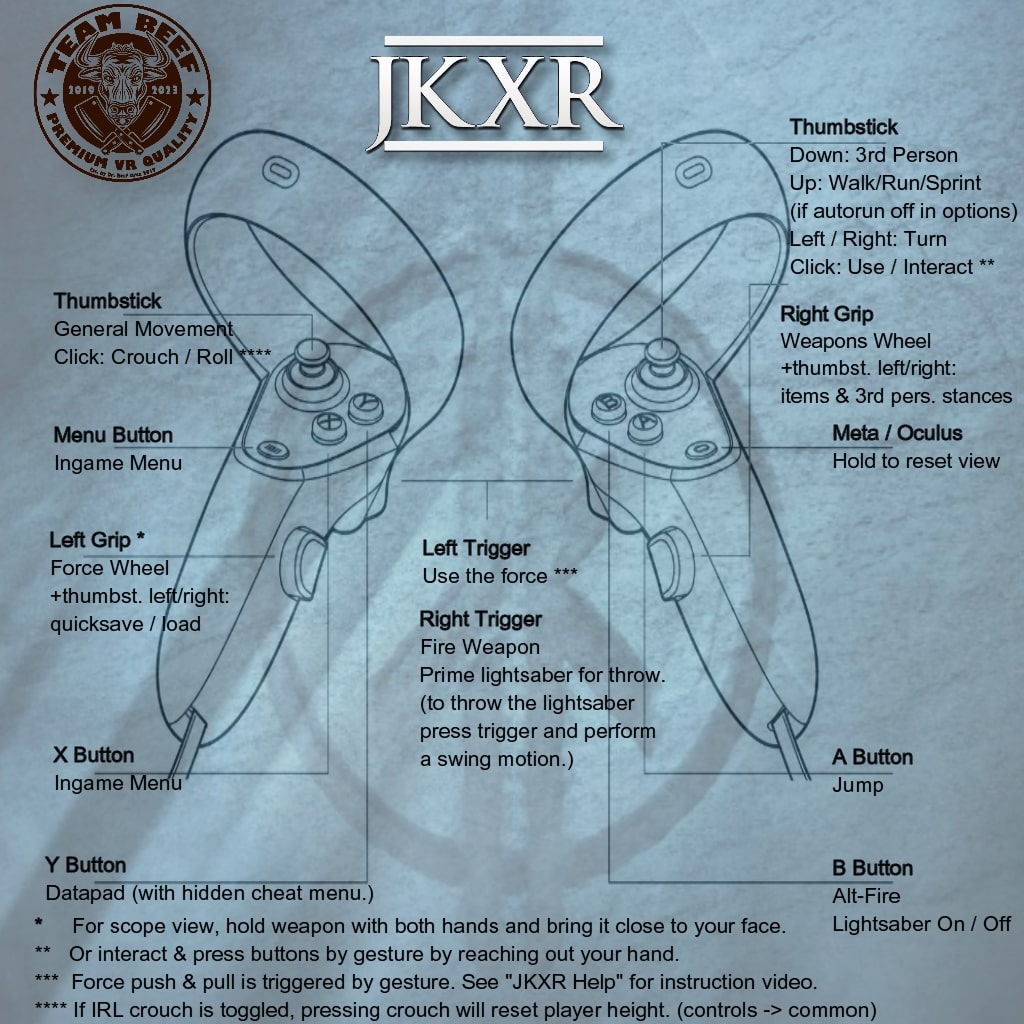 TEAM BEEF
2019 2023
PREMIUM VR QUALITY
JKXR
Thumbstick
Down: 3rd Person
Up: Walk/Run/Sprint
(if autorun off in options)
Left / Right: Turn
Click: Use / Interact **
Thumbstick
General Movement
Click: Crouch / Roll ****
Right Grip
Weapons Wheel
+thumbst. left/right:
items & 3rd pers. stances
Y
X
B
A
Menu Button
Ingame Menu
Meta / Oculus
Hold to reset view
Left Grip *
Force Wheel
+thumbst. left/right:
quicksave / load
Left Trigger
Use the force ***
Right Trigger
Fire Weapon
Prime lightsaber for throw.
(to throw the lightsaber
press trigger and perform
a swing motion.)
X Button
Ingame Menu
A Button
Jump
Y Button
Datapad (with hidden cheat menu.)
B Button
Alt-Fire
Lightsaber On / Off
* For scope view, hold weapon with both hands and bring it close to your face.
** Or interact & press buttons by gesture by reaching out your hand.
*** Force push & pull is triggered by gesture. See "JKXR Help" for instruction video.
**** If IRL crouch is toggled, pressing crouch will reset player height. (controls -> common)